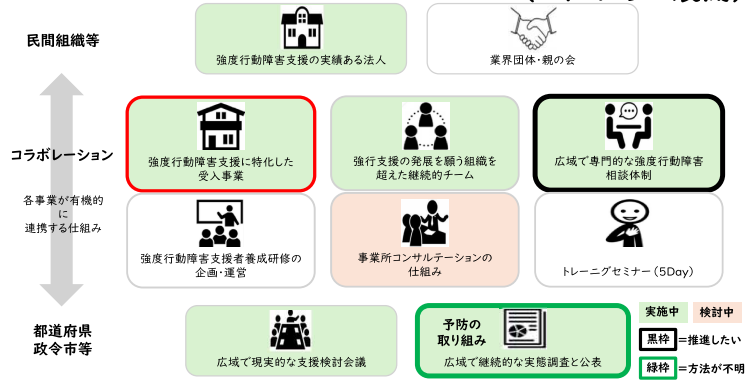 民間組織等
強度行動障害支援の実績ある法人
業界団体・親の会
コラボレーション
各事業が有機的
に
連携する仕組み
強度行動障害支援に特化した
受入事業
強行支援の発展を願う組織を
超えた継続的チーム
広域で専門的な強度行動障害
相談体制
強度行動障害支援者養成研修の
企画・運営
事業所コンサルテーションの
仕組み
トレーニングセミナー(5Day)
都道府県
政令市等
広域で現実的な支援検討会議
予防の
取り組み
広域で継続的な実態調査と公表
実施中
検討中
黒枠=推進したい
緑枠=方法が不明